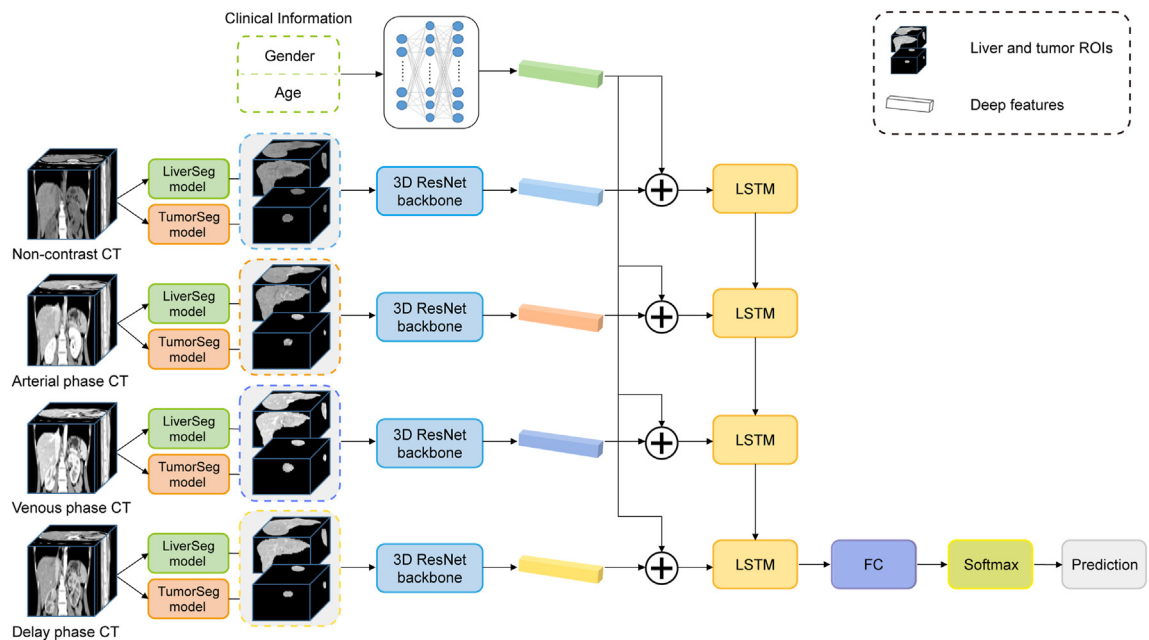 Clinical Information
Gender
Age
Liver and tumor ROIs
Deep features
LiverSeg
model
TumorSeg
model
Non-contrast CT
3D ResNet
backbone
LSTM
LiverSeg
model
TumorSeg
model
Arterial phase CT
3D ResNet
backbone
LSTM
LiverSeg
model
TumorSeg
model
Venous phase CT
3D ResNet
backbone
LSTM
LiverSeg
model
TumorSeg
model
Delay phase CT
3D ResNet
backbone
LSTM
FC
Softmax
Prediction